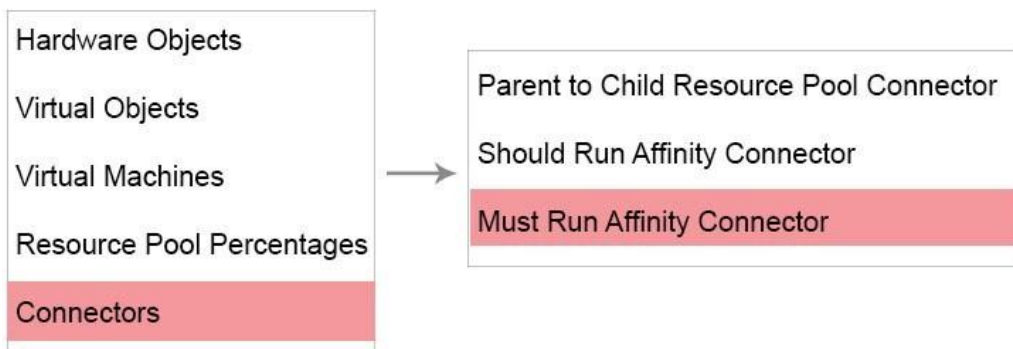 Hardware Objects
Virtual Objects
Virtual Machines
Resource Pool Percentages
Connectors
Parent to Child Resource Pool Connector
Should Run Affinity Connector
Must Run Affinity Connector